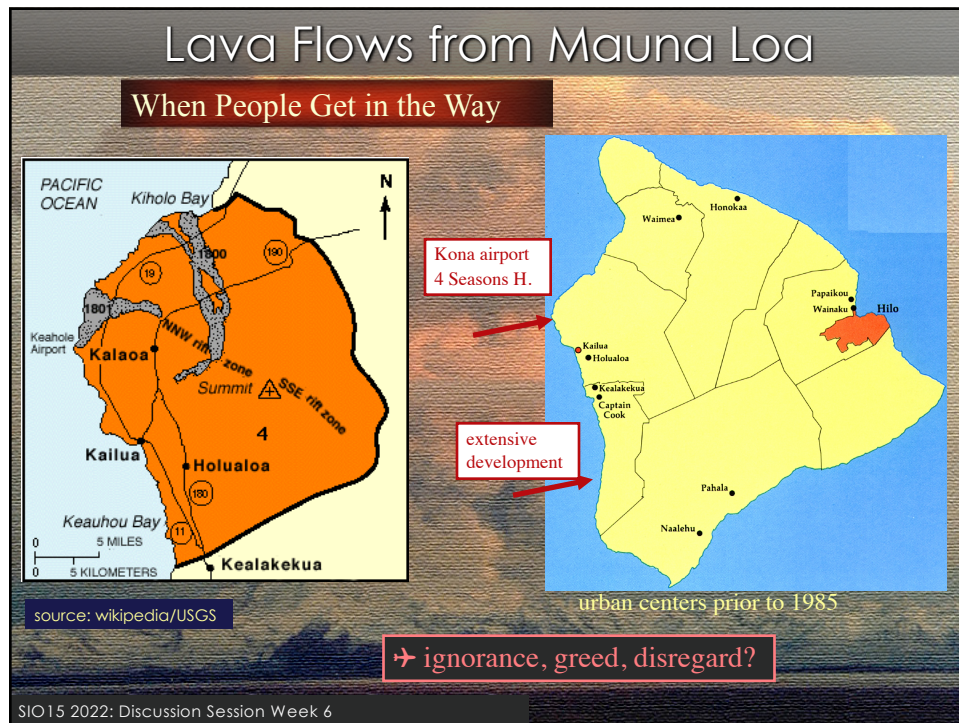 Lava Flows from Mauna Loa
When People Get in the Way
PACIFIC
OCEAN
Kiholo Bay
N
1800
190
19
1801
Keahole
Airport
Kalaoa
NNW rift zone
Summit
SSE rift zone
4
Kailua
Holualoa
180
Keauhou Bay
11
0 5 MILES
0 5 KILOMETERS
Kealakekua
source: wikipedia/USGS
Kona airport
4 Seasons H.
extensive
development
Honokaa
Waimea
Papaikou
Wainaku
Hilo
Kailua
Holualoa
Kealakekua
Captain
Cook
Pahala
Naalehu
urban centers prior to 1985
✈ ignorance, greed, disregard?
SIO15 2022: Discussion Session Week 6